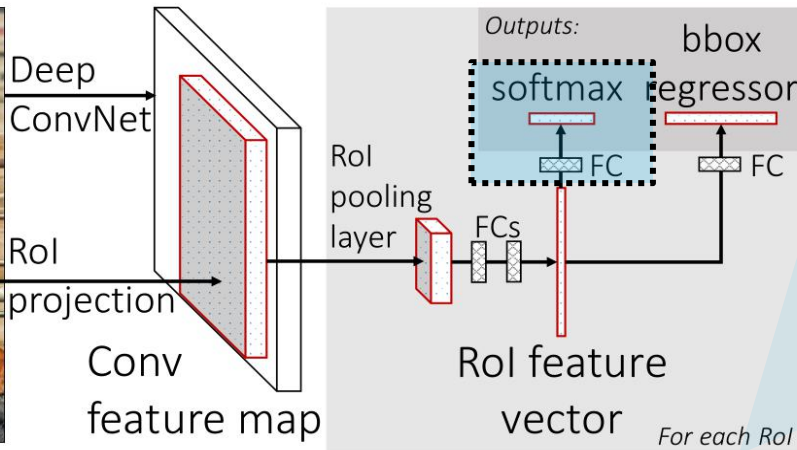 Deep
ConvNet
RoI
projection
Conv
feature map
RoI
pooling
layer
FCs
RoI feature
vector
Outputs:
softmax
FC
bbox
regressor
FC
For each RoI